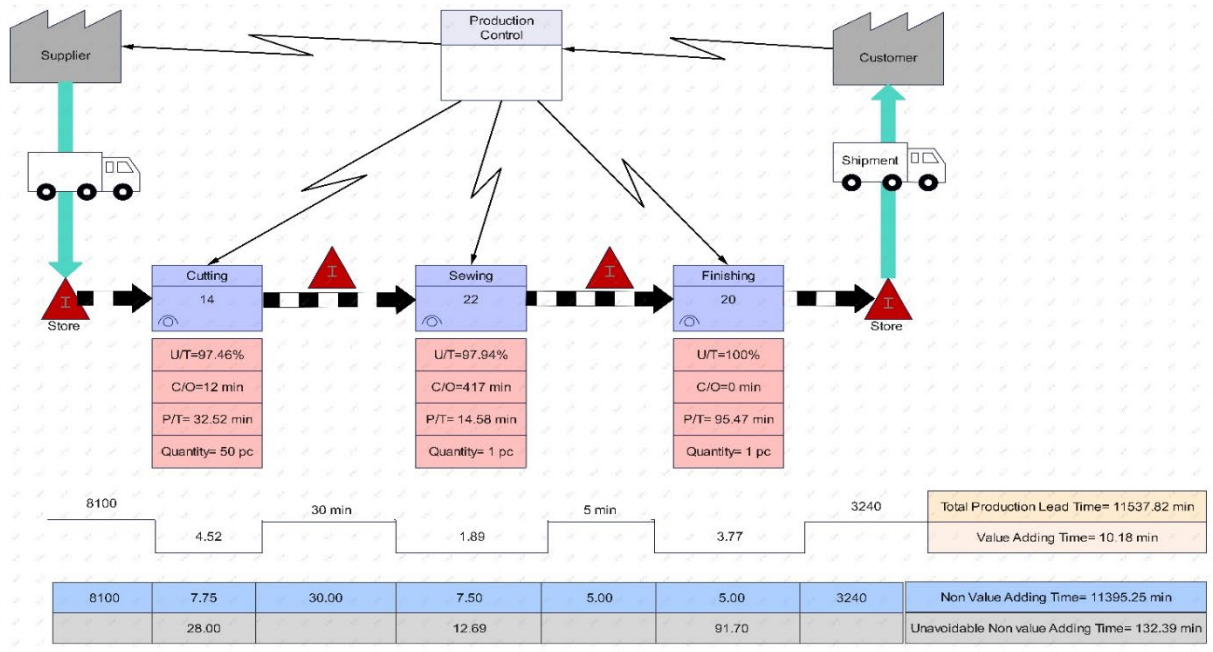 Production
Control
Supplier
Customer
Shipment
I
Store
Cutting
14
I
Sewing
22
I
Finishing
20
I
Store
U/T=97.46%
C/O=12 min
P/T= 32.52 min
Quantity= 50 pc
U/T=97.94%
C/O=417 min
P/T= 14.58 min
Quantity= 1 pc
U/T=100%
C/O=0 min
P/T= 95.47 min
Quantity= 1 pc
8100
4.52
30 min
1.89
5 min
3.77
3240
Total Production Lead Time= 11537.82 min
Value Adding Time= 10.18 min
8100 7.75 30.00 7.50 5.00 5.00 3240 Non Value Adding Time= 11395.25 min
28.00 12.69 91.70 Unavoidable Non value Adding Time= 132.39 min